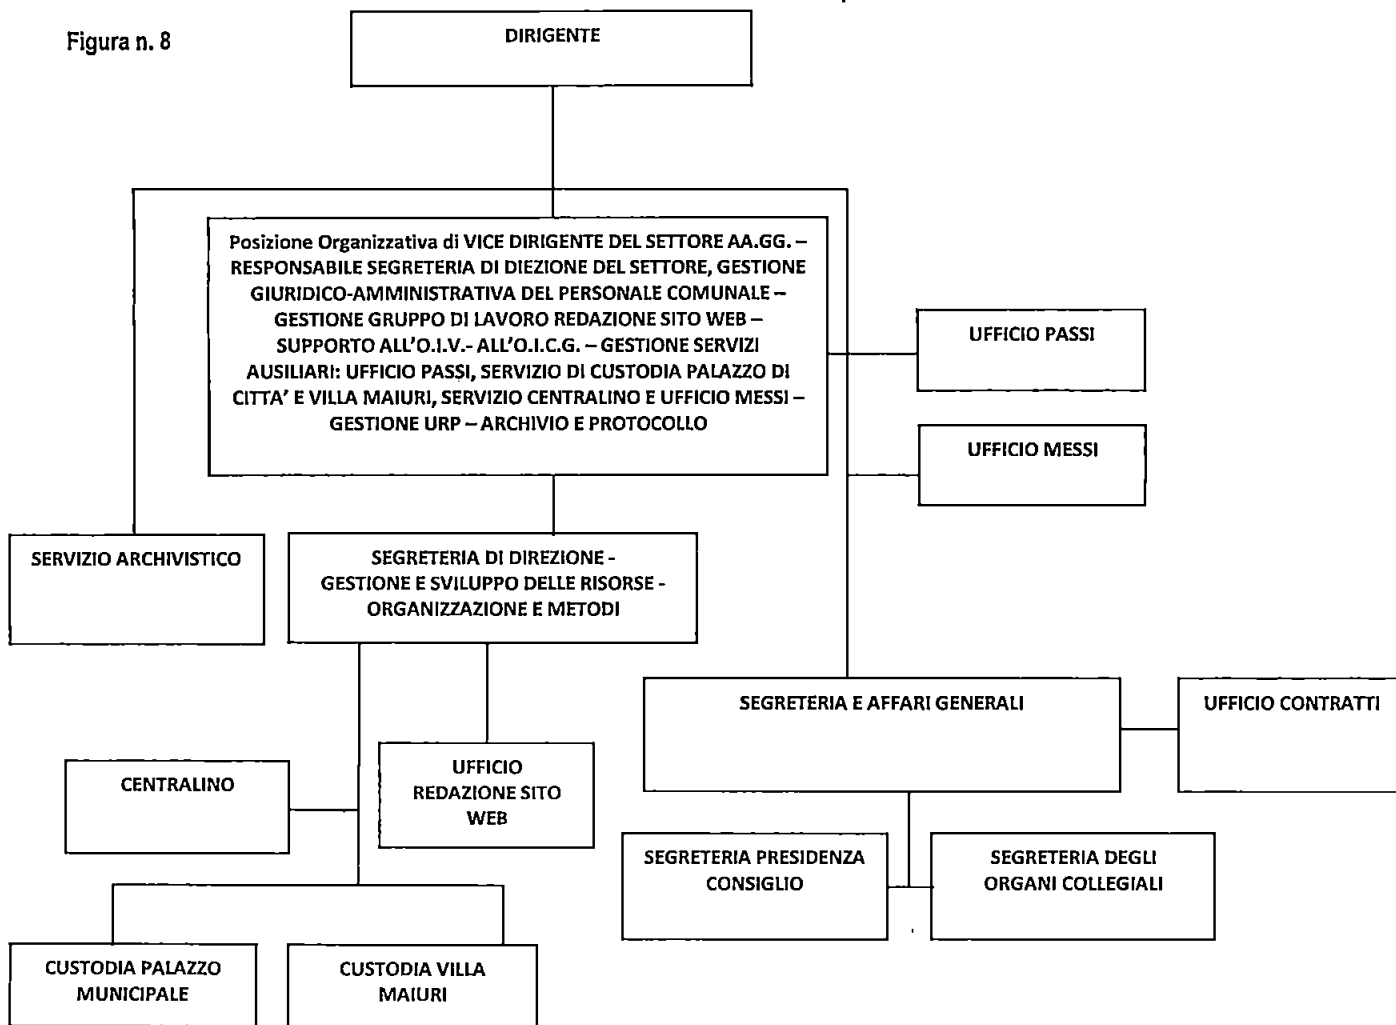 Figura n. 8
DIRIGENTE
Posizione Organizzativa di VICE DIRIGENTE DEL SETTORE AA.GG. –
RESPONSABILE SEGRETERIA DI DIEZIONE DEL SETTORE, GESTIONE
GIURIDICO-AMMINISTRATIVA DEL PERSONALE COMUNALE –
GESTIONE GRUPPO DI LAVORO REDAZIONE SITO WEB –
SUPPORTO ALL'O.I.V.- ALL'O.I.C.G. – GESTIONE SERVIZI
AUSILIARI: UFFICIO PASSI, SERVIZIO DI CUSTODIA PALAZZO DI
CITTA' E VILLA MAIURI, SERVIZIO CENTRALINO E UFFICIO MESSI –
GESTIONE URP – ARCHIVIO E PROTOCOLLO
UFFICIO PASSI
UFFICIO MESSI
SERVIZIO ARCHIVISTICO
SEGRETERIA DI DIREZIONE -
GESTIONE E SVILUPPO DELLE RISORSE -
ORGANIZZAZIONE E METODI
SEGRETERIA E AFFARI GENERALI
UFFICIO CONTRATTI
CENTRALINO
UFFICIO
REDAZIONE SITO
WEB
SEGRETERIA PRESIDENZA
CONSIGLIO
SEGRETERIA DEGLI
ORGANI COLLEGIALI
CUSTODIA PALAZZO
MUNICIPALE
CUSTODIA VILLA
MAIURI